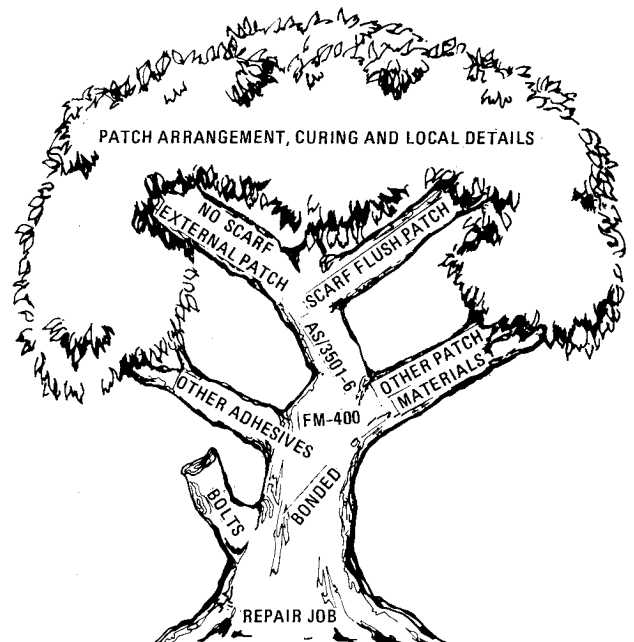 PATCH ARRANGEMENT, CURING AND LOCAL DETAILS
NO SCARF
EXTERNAL PATCH
SCARF FLUSH PATCH
AS/3501-6
OTHER PATCH
MATERIALS
OTHER ADHESIVES
FM-400
BONDED
BOLTS
REPAIR JOB